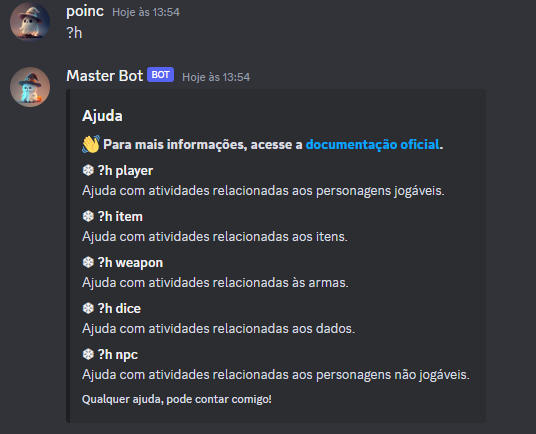 poinc Hoje às 13:54
?h
Master Bot BOT Hoje às 13:54
Ajuda
👋 Para mais informações, acesse a documentação oficial.
❄ ?h player
Ajuda com atividades relacionadas aos personagens jogáveis.
❄ ?h item
Ajuda com atividades relacionadas aos itens.
❄ ?h weapon
Ajuda com atividades relacionadas às armas.
❄ ?h dice
Ajuda com atividades relacionadas aos dados.
❄ ?h npc
Ajuda com atividades relacionadas aos personagens não jogáveis.
Qualquer ajuda, pode contar comigo!